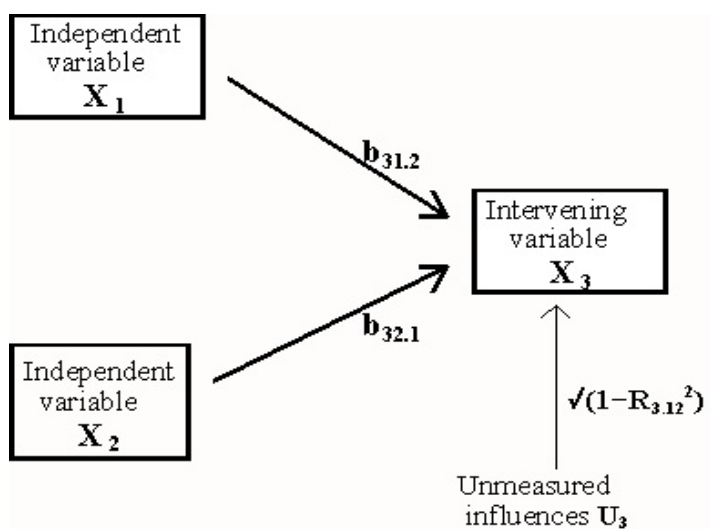 Independent
variable
X₁
b₃₁.₂
Intervening
variable
X₃
b₃₂.₁
Independent
variable
X₂
√(1−R₃.₁₂²)
Unmeasured
influences U₃